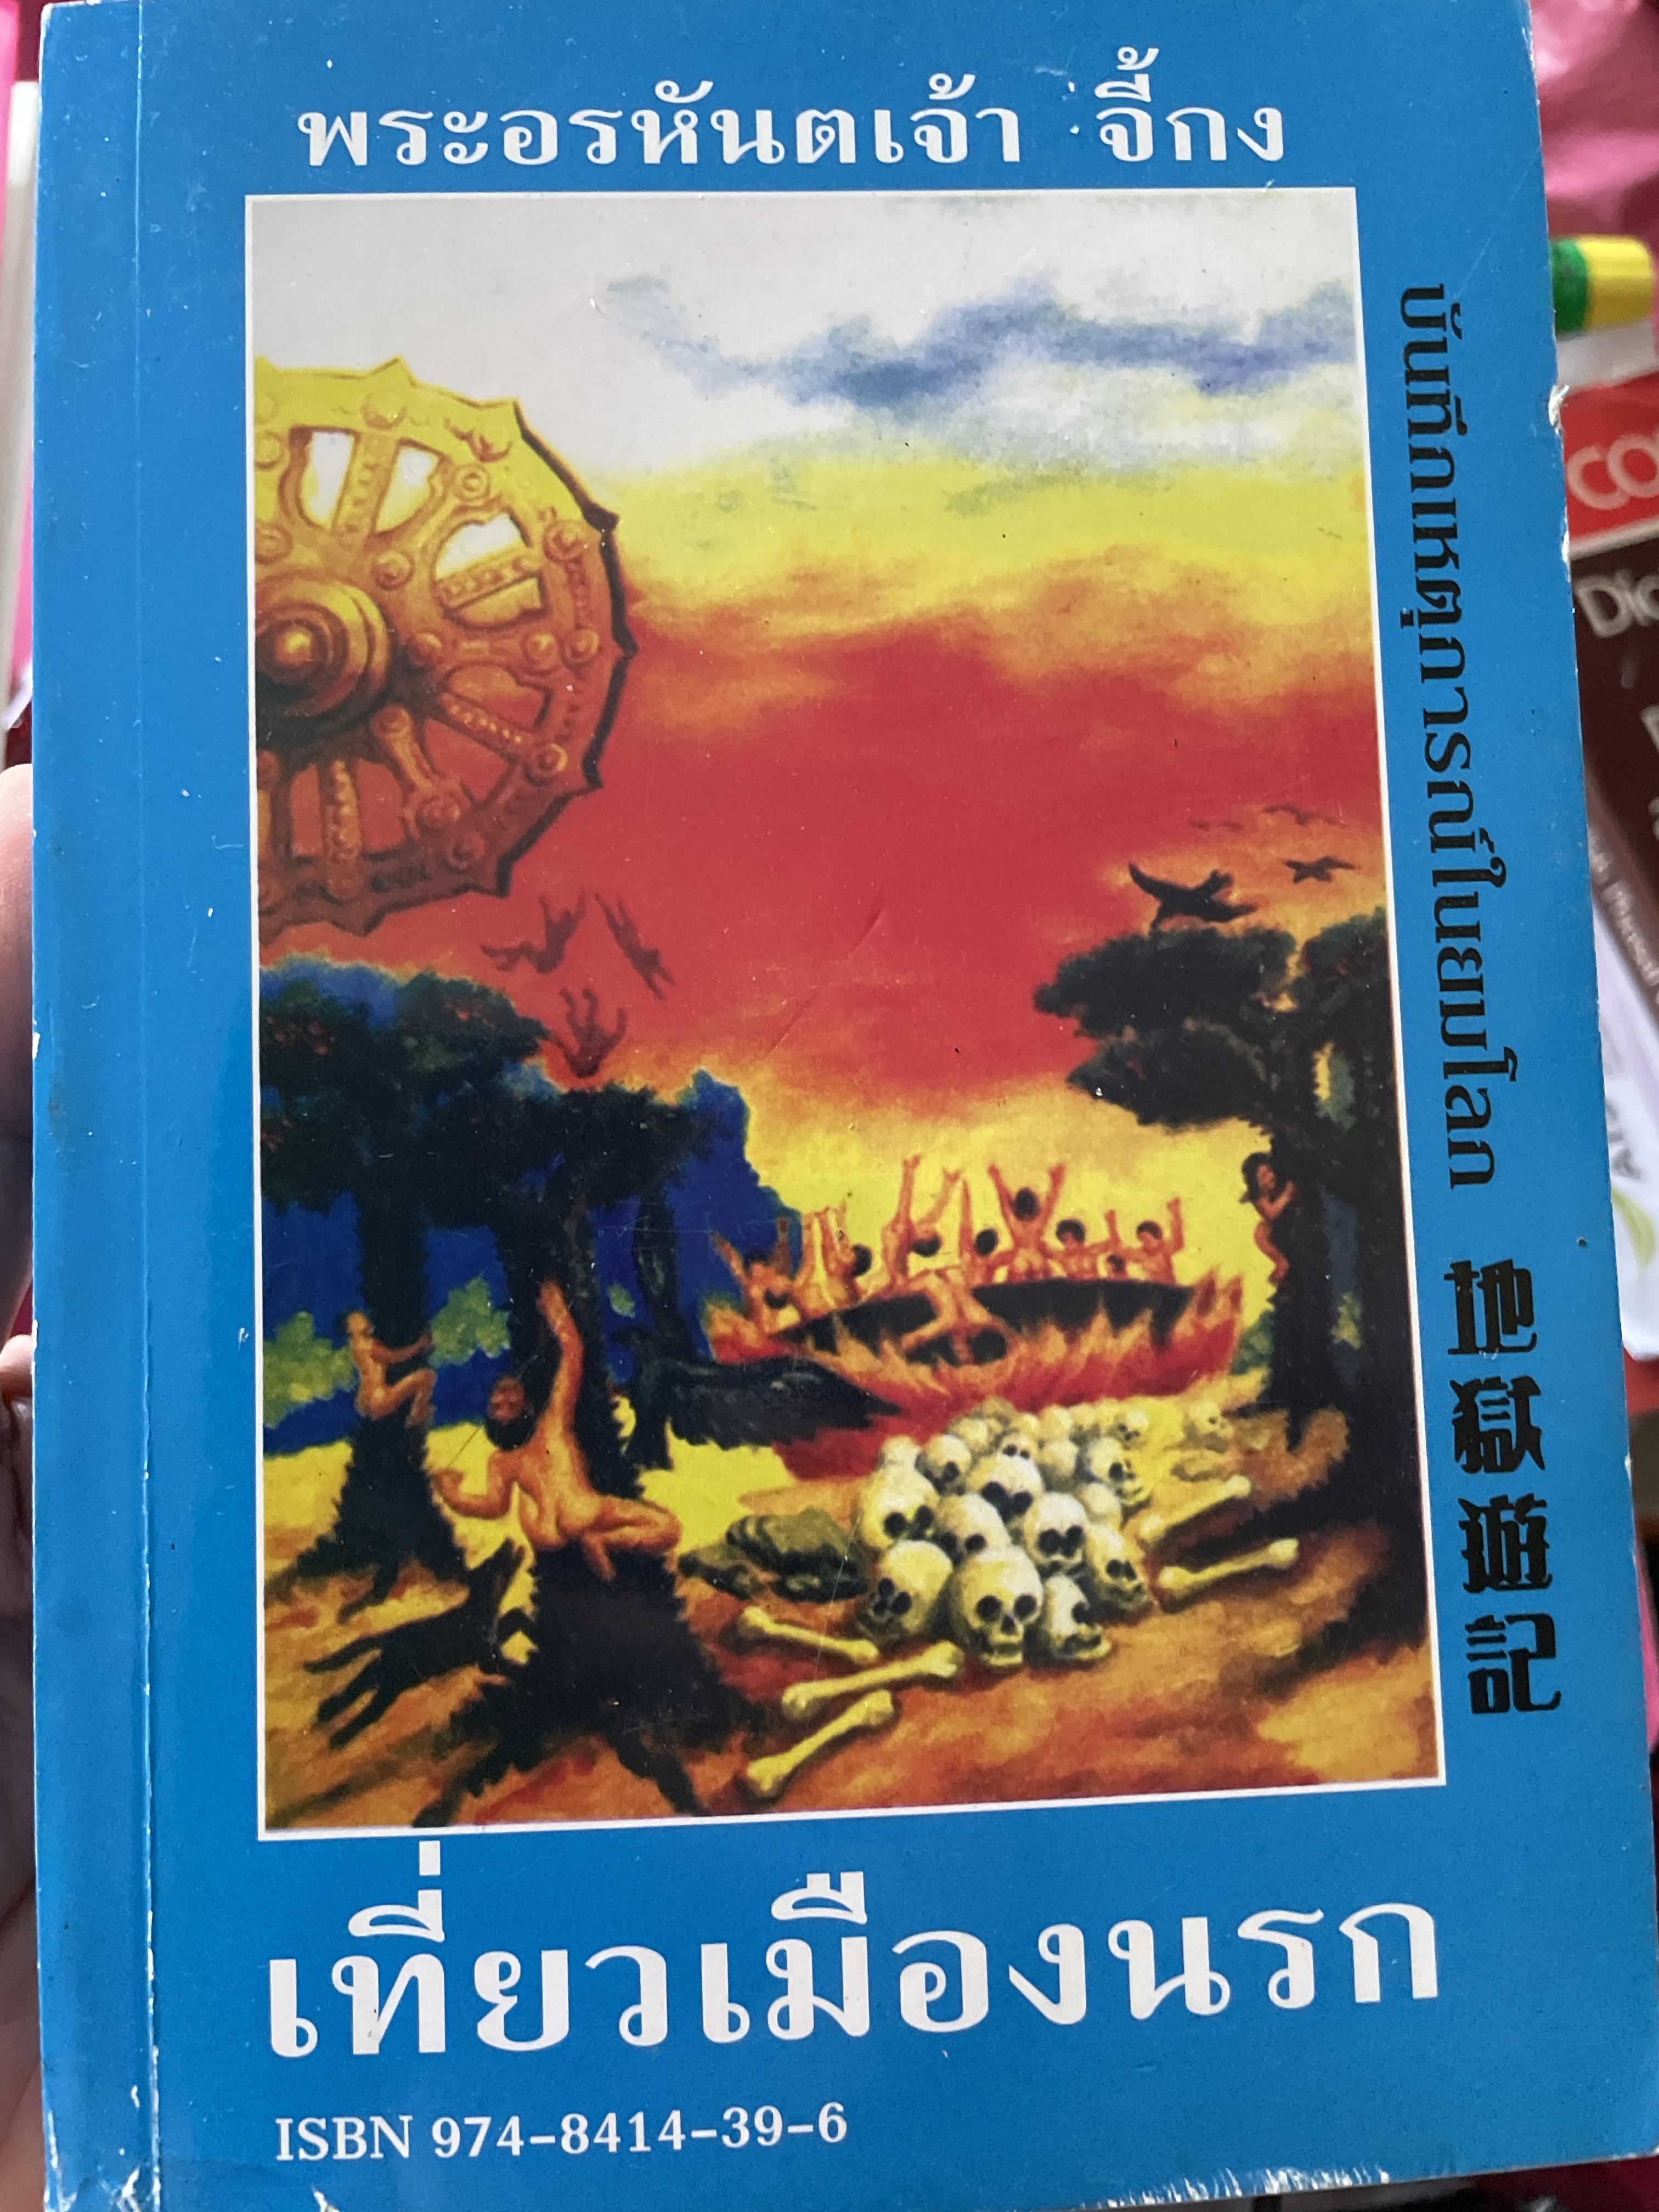 พระอรหันตเจ้า จี้กง
บันทึกเหตุการณ์ในยมโลก
遊記
เที่ยวเมืองนรก
ISBN 974-8414-39-6
CO
Dic